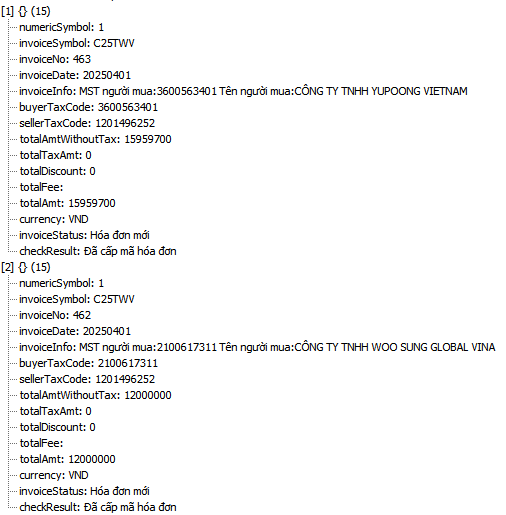 [1] {} (15)
numericSymbol: 1
invoiceSymbol: C25TWV
invoiceNo: 463
invoiceDate: 20250401
invoiceInfo: MST người mua:3600563401 Tên người mua:CÔNG TY TNHH YUPOONG VIETNAM
buyerTaxCode: 3600563401
sellerTaxCode: 1201496252
totalAmtWithoutTax: 15959700
totalTaxAmt: 0
totalDiscount: 0
totalFee:
totalAmt: 15959700
currency: VND
invoiceStatus: Hóa đơn mới
checkResult: Đã cấp mã hóa đơn
[2] {} (15)
numericSymbol: 1
invoiceSymbol: C25TWV
invoiceNo: 462
invoiceDate: 20250401
invoiceInfo: MST người mua:2100617311 Tên người mua:CÔNG TY TNHH WOO SUNG GLOBAL VINA
buyerTaxCode: 2100617311
sellerTaxCode: 1201496252
totalAmtWithoutTax: 12000000
totalTaxAmt: 0
totalDiscount: 0
totalFee:
totalAmt: 12000000
currency: VND
invoiceStatus: Hóa đơn mới
checkResult: Đã cấp mã hóa đơn